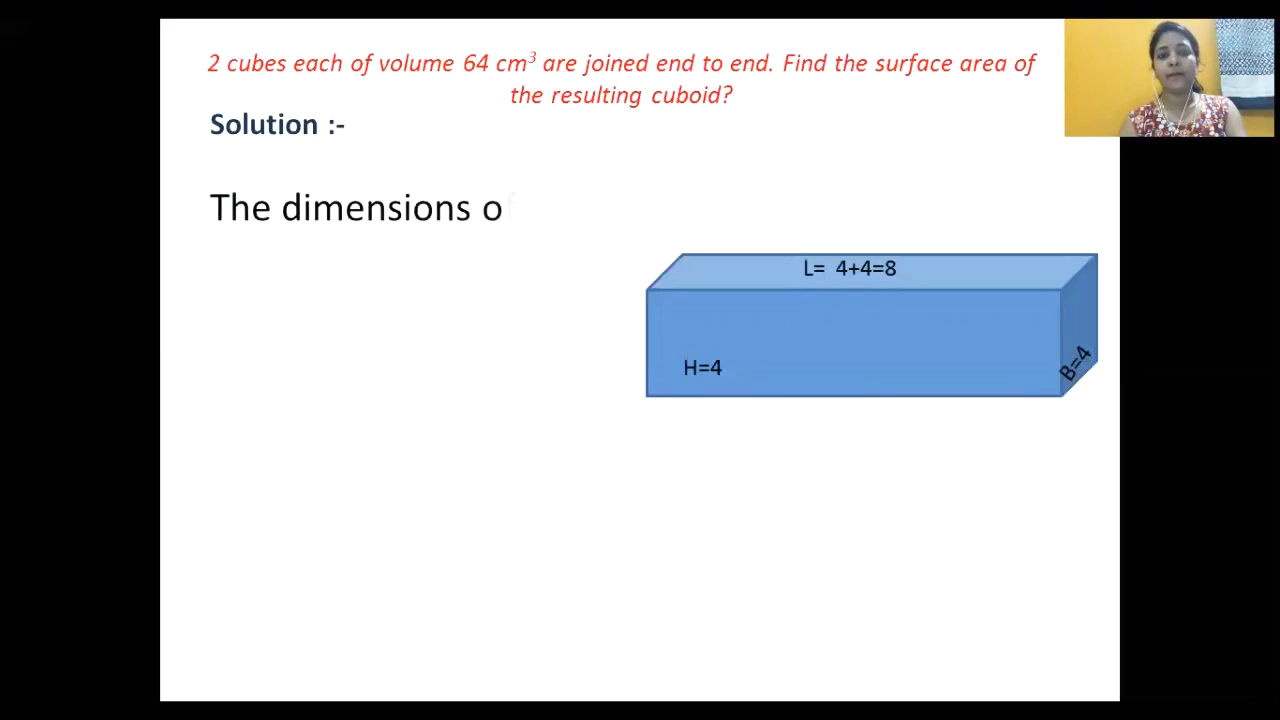 2 cubes each of volume 64 cm³ are joined end to end. Find the surface area of
the resulting cuboid?
Solution :-
The dimensions of
L= 4+4=8
H=4
B=4